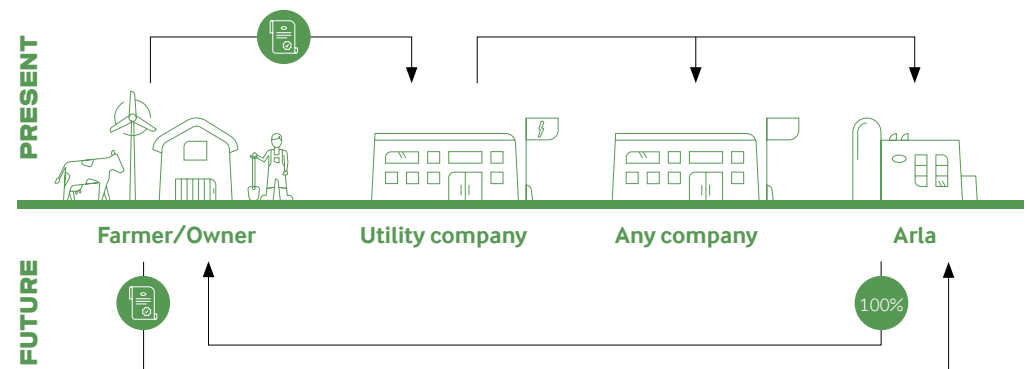 PRESENT
Farmer/Owner
Utility company
Any company
Arla
FUTURE
100%